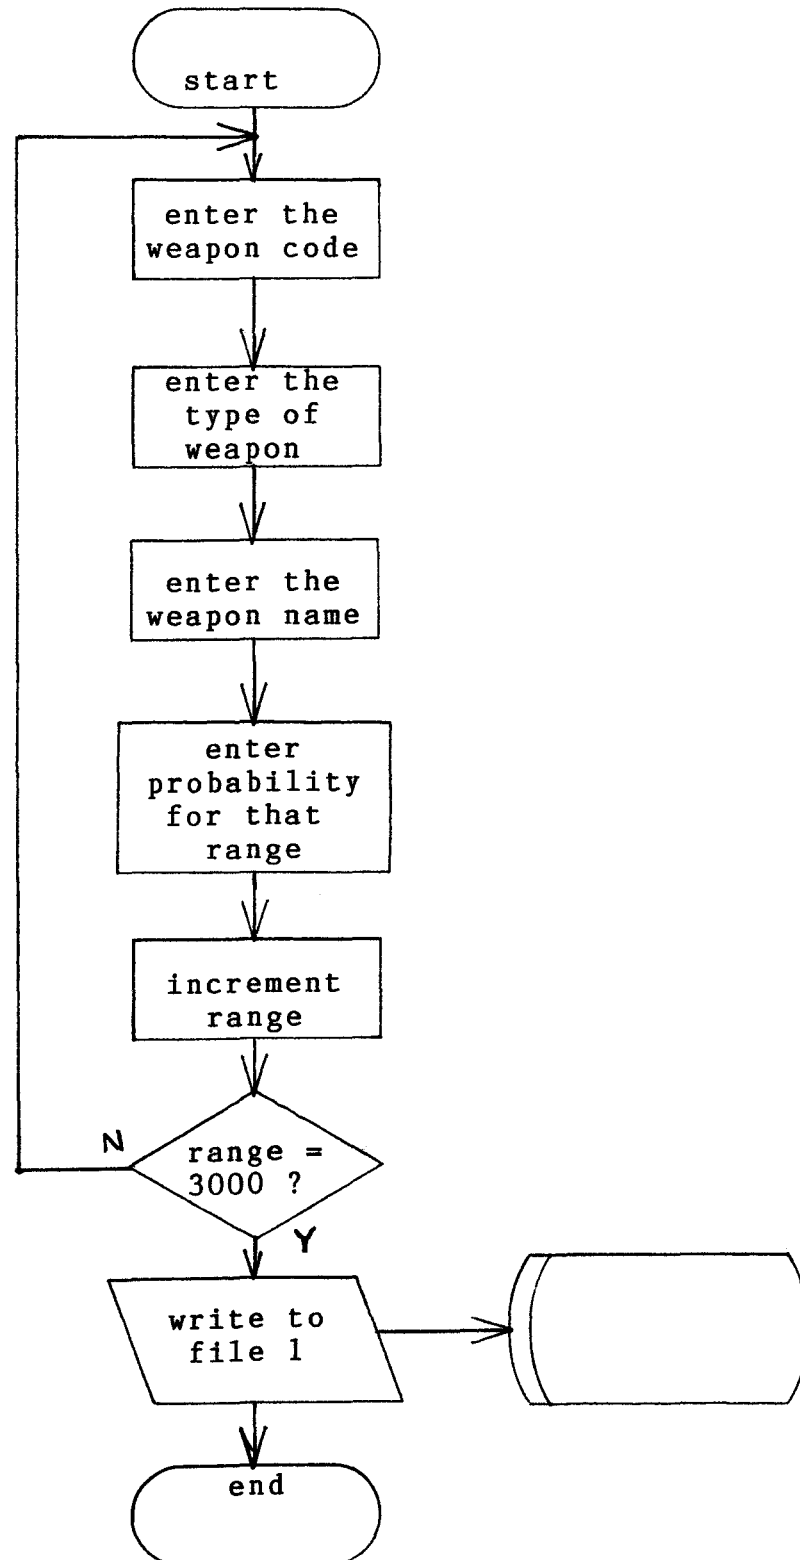 start
enter the
weapon code
enter the
type of
weapon
enter the
weapon name
enter
probability
for that
range
increment
range
range =
3000 ?
N
Y
write to
file 1
end